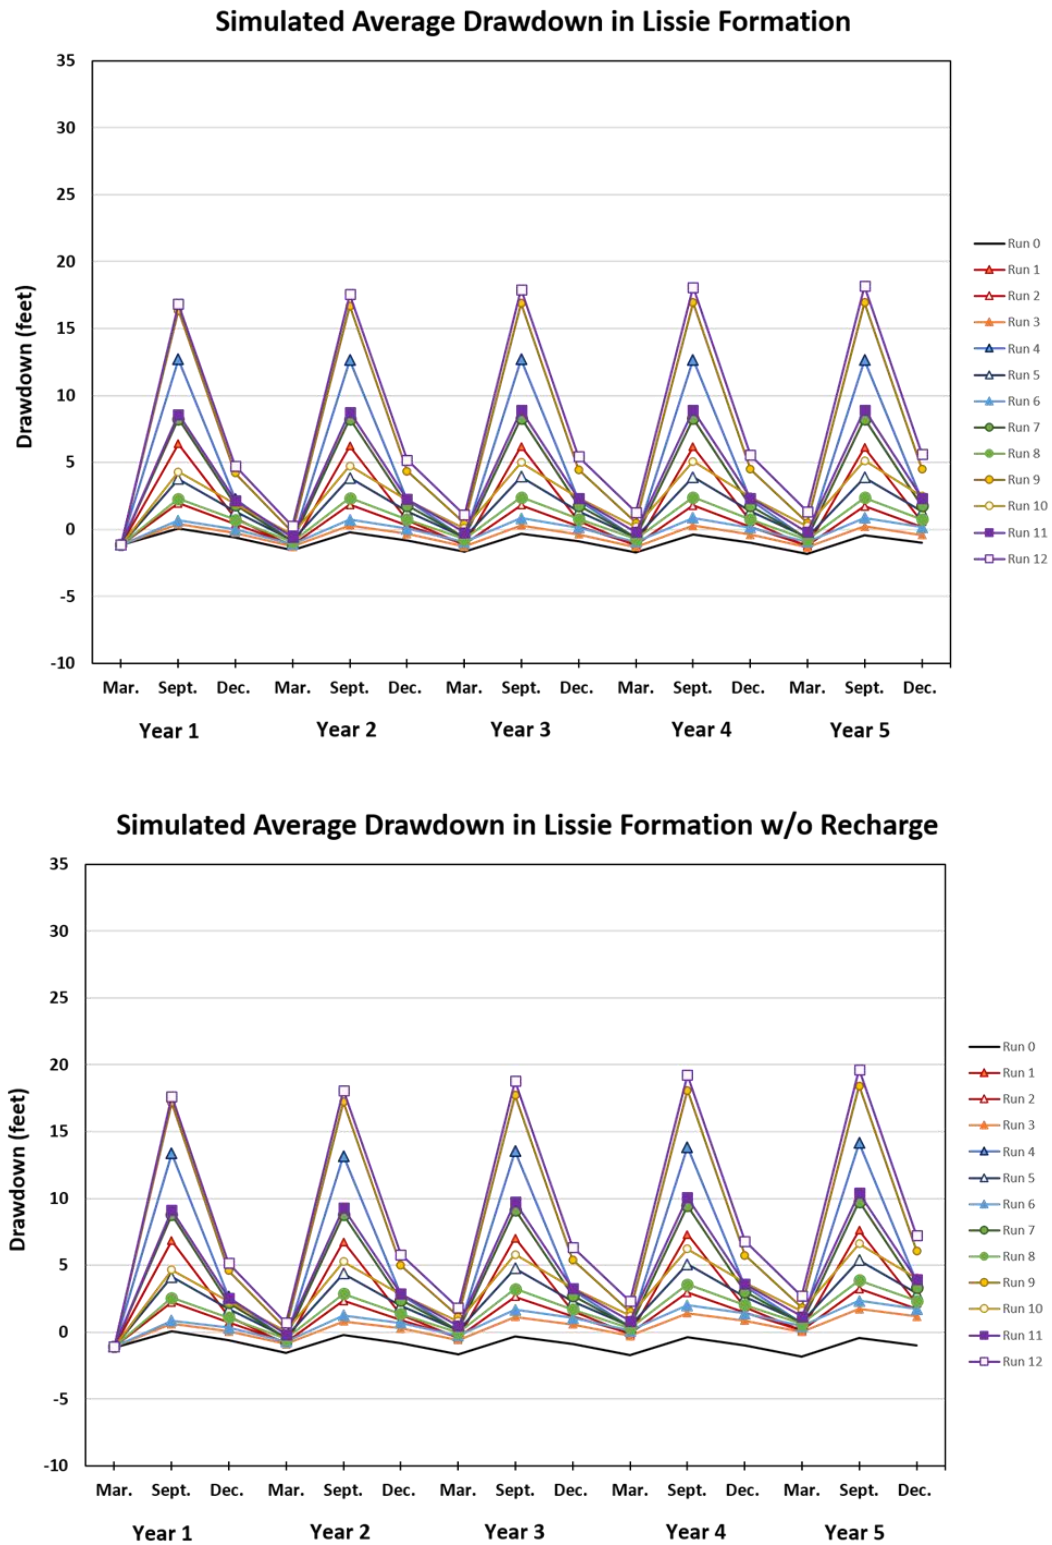 Simulated Average Drawdown in Lissie Formation
35
30
25
20
15
10
5
0
-5
-10
Drawdown (feet)
Mar. Sept. Dec. Mar. Sept. Dec. Mar. Sept. Dec. Mar. Sept. Dec. Mar. Sept. Dec.
Year 1 Year 2 Year 3 Year 4 Year 5
Run 0
Run 1
Run 2
Run 3
Run 4
Run 5
Run 6
Run 7
Run 8
Run 9
Run 10
Run 11
Run 12
Simulated Average Drawdown in Lissie Formation w/o Recharge
35
30
25
20
15
10
5
0
-5
-10
Drawdown (feet)
Mar. Sept. Dec. Mar. Sept. Dec. Mar. Sept. Dec. Mar. Sept. Dec. Mar. Sept. Dec.
Year 1 Year 2 Year 3 Year 4 Year 5
Run 0
Run 1
Run 2
Run 3
Run 4
Run 5
Run 6
Run 7
Run 8
Run 9
Run 10
Run 11
Run 12